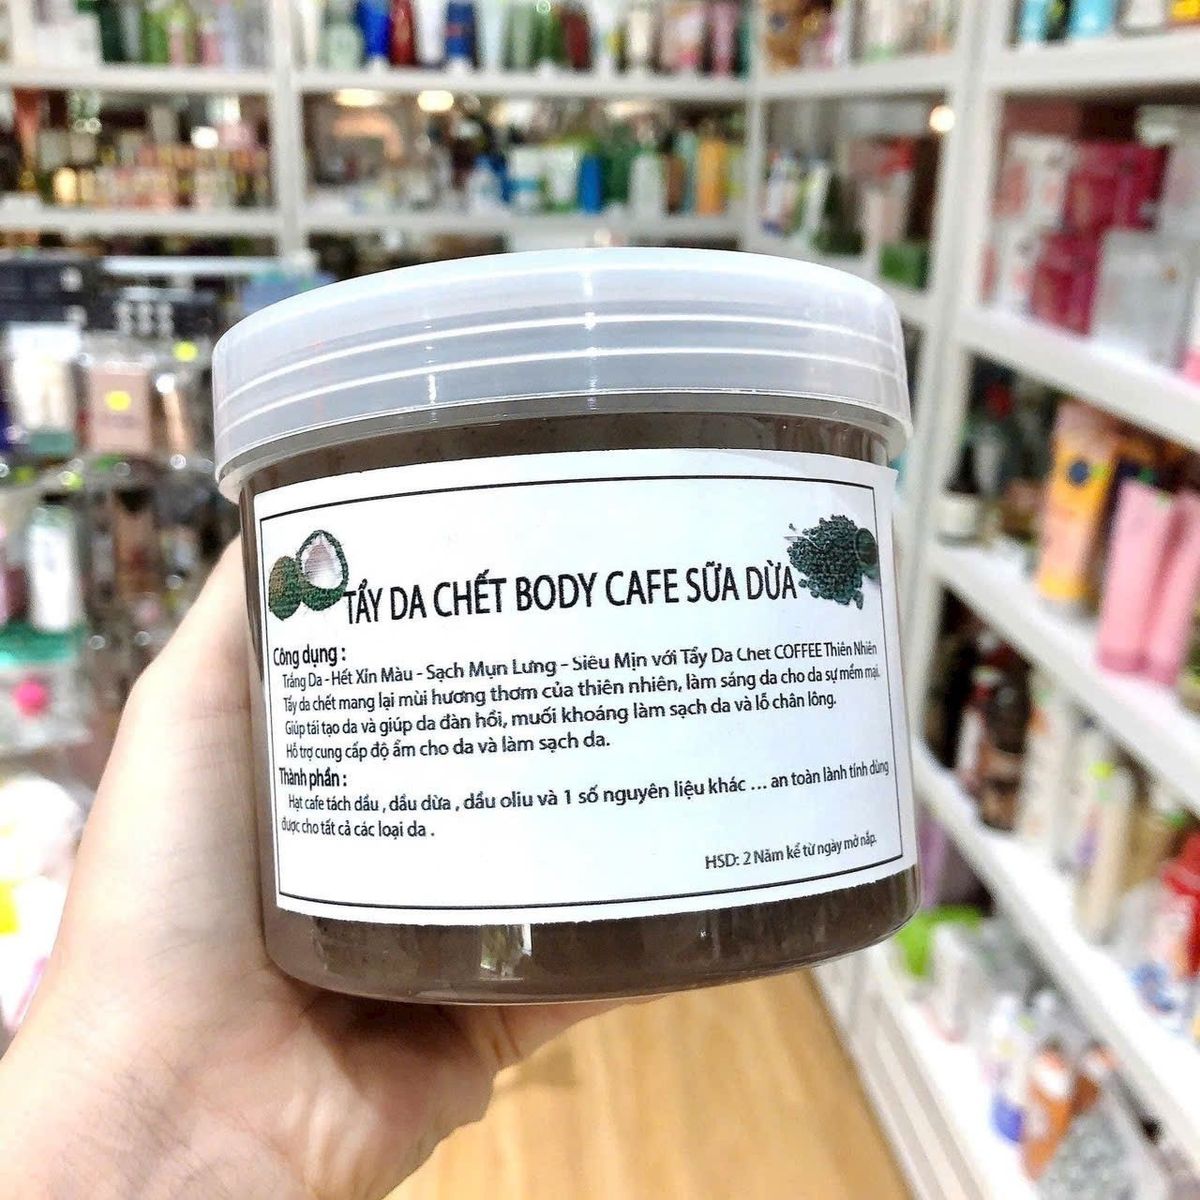 TẨY DA CHẾT BODY CAFE SỮA DỪA
Công dụng :
Trắng Da - Hết Xỉn Màu - Sạch Mụn Lưng - Siêu Mịn với Tẩy Da Chet COFFEE Thiên Nhiên
Tẩy da chết mang lại mùi hương thơm của thiên nhiên, làm sáng da cho da sự mềm mại.
Giúp tái tạo da và giúp da đàn hồi, muối khoáng làm sạch da và lỗ chân lông.
Hỗ trợ cung cấp độ ẩm cho da và làm sạch da.
Thành phần :
Hạt cafe tách dầu , dầu dừa , dầu oliu và 1 số nguyên liệu khác ... an toàn lành tính dùng
được cho tất cả các loại da .
HSD: 2 Năm kể từ ngày mở nắp.